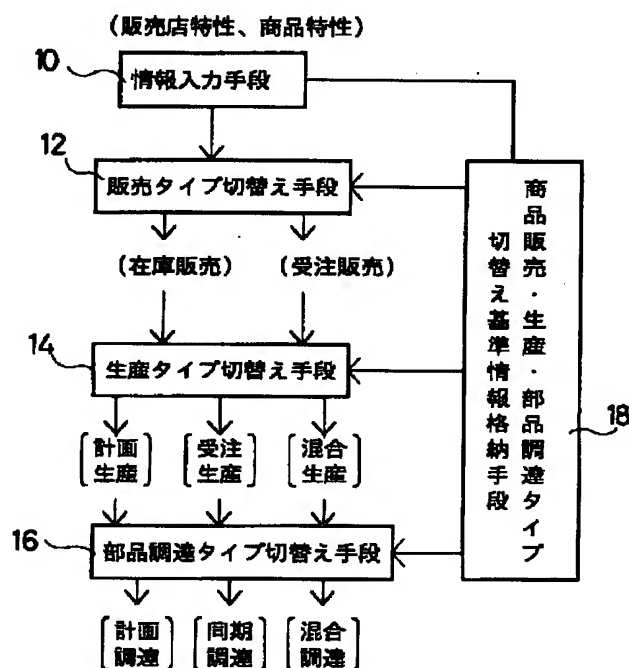 (販売店特性、商品特性)
10
情報入力手段
12
販売タイプ切替え手段
(在庫販売) (受注販売)
14
生産タイプ切替え手段
[計画生産] [受注生産] [混合生産]
16
部品調達タイプ切替え手段
[計画調達] [同期調達] [混合調達]
商品販売・生産・部品調達タイプ
切替え基準情報格納手段
18